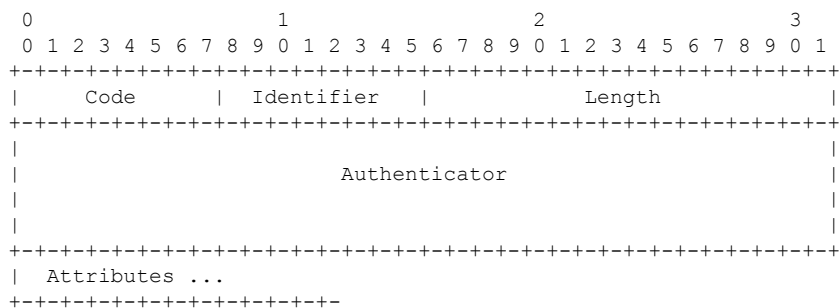 0                   1                   2                   3
 0 1 2 3 4 5 6 7 8 9 0 1 2 3 4 5 6 7 8 9 0 1 2 3 4 5 6 7 8 9 0 1
+-+-+-+-+-+-+-+-+-+-+-+-+-+-+-+-+-+-+-+-+-+-+-+-+-+-+-+-+-+-+-+-+
|     Code      |  Identifier   |            Length             |
+-+-+-+-+-+-+-+-+-+-+-+-+-+-+-+-+-+-+-+-+-+-+-+-+-+-+-+-+-+-+-+-+
|                                                               |
|                         Authenticator                         |
|                                                               |
|                                                               |
+-+-+-+-+-+-+-+-+-+-+-+-+-+-+-+-+-+-+-+-+-+-+-+-+-+-+-+-+-+-+-+-+
|  Attributes ...
+-+-+-+-+-+-+-+-+-+-+-+-+-